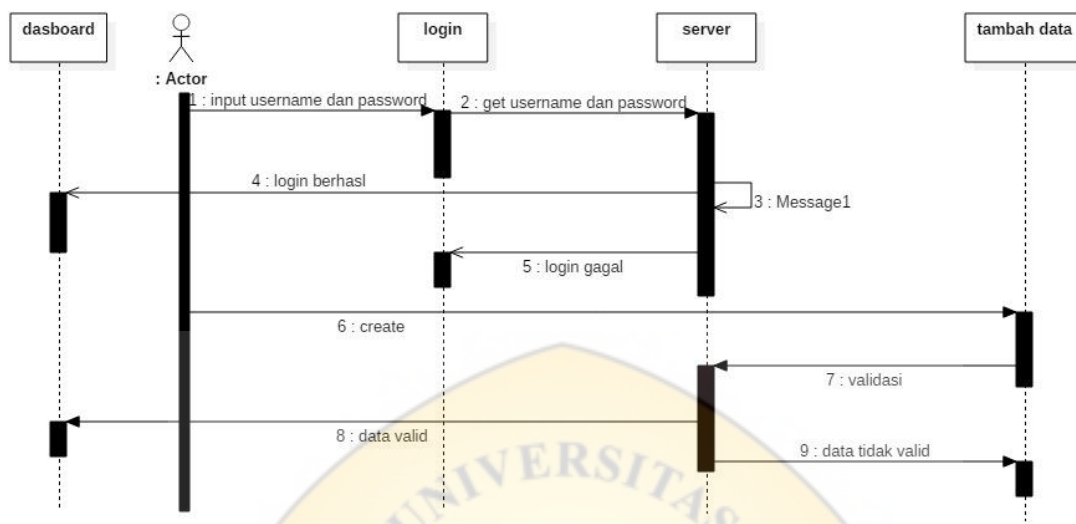 dasboard
: Actor
login
server
tambah data
1 : input username dan password
2 : get username dan password
3 : Message1
4 : login berhasl
5 : login gagal
6 : create
7 : validasi
8 : data valid
9 : data tidak valid
UNIVERSITAS